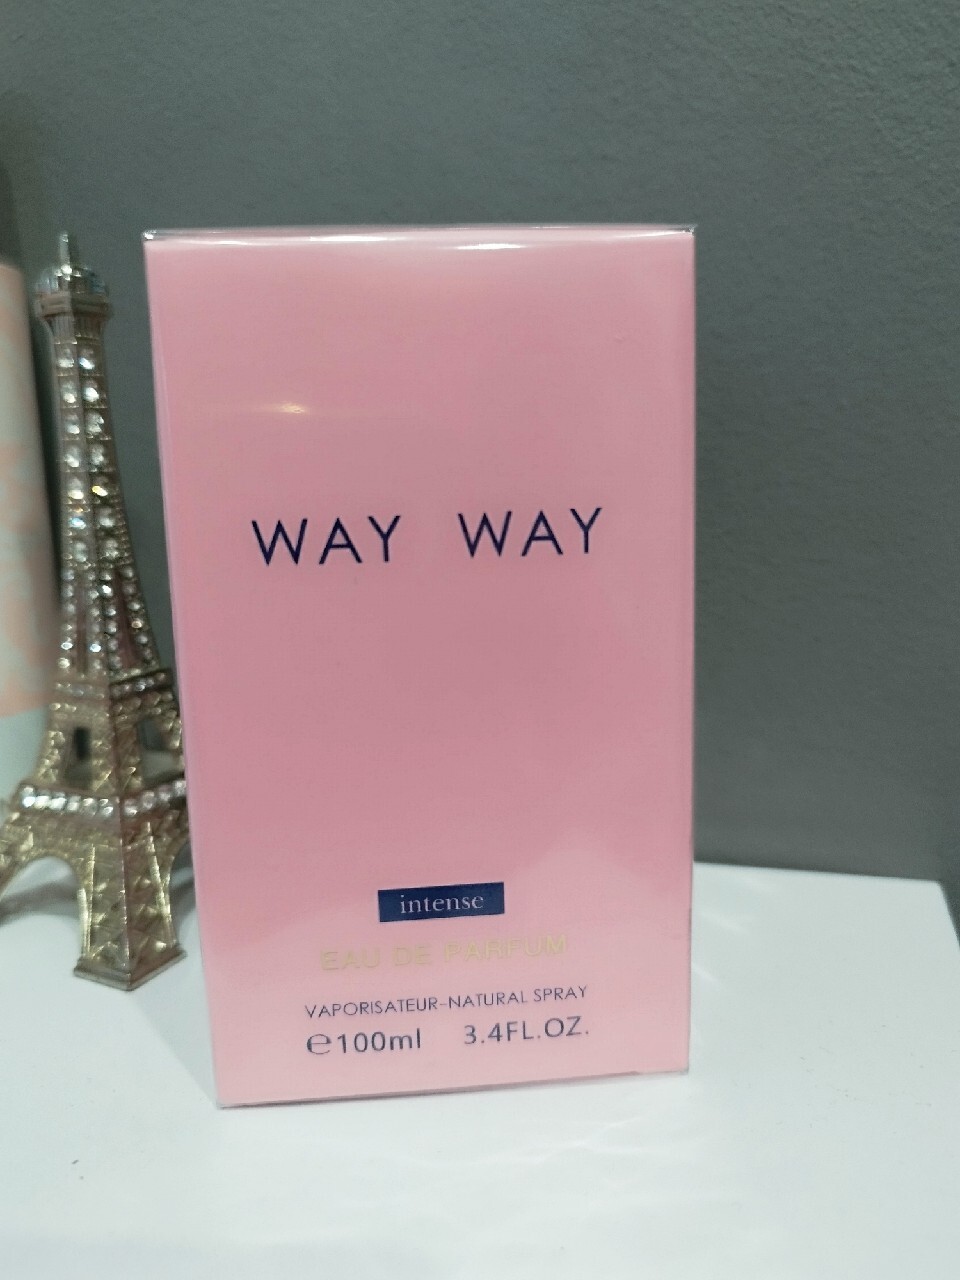 WAY WAY
intense
EAU DE PARFUM
VAPORISATEUR-NATURAL SPRAY
℮100ml 3.4FL.OZ.